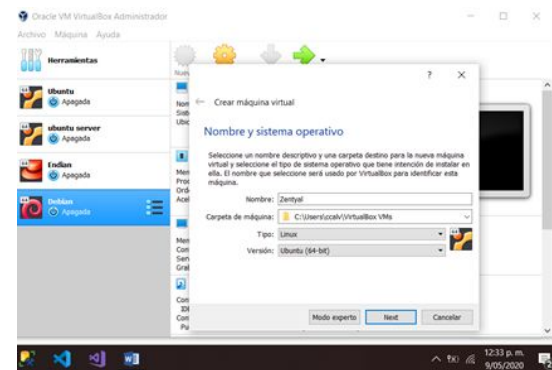 Oracle VM VirtualBox Administrador
Archivo Máquina Ayuda
Herramientas
Ubuntu
Apagada
ubuntu server
Apagada
Endian
Apagada
Debian
Apagada
? ×
Crear máquina virtual
Nombre y sistema operativo
Seleccione un nombre descriptivo y una carpeta destino para la nueva máquina
virtual y seleccione el tipo de sistema operativo que tiene intención de instalar en
ella. El nombre que seleccione será usado por VirtualBox para identificar esta
máquina.
Nombre: Zentyal
Carpeta de máquina: C:\Users\ccalv\VirtualBox VMs
Tipo: Linux
Versión: Ubuntu (64-bit)
Modo experto Next Cancelar
12:33 p. m.
9/05/2020